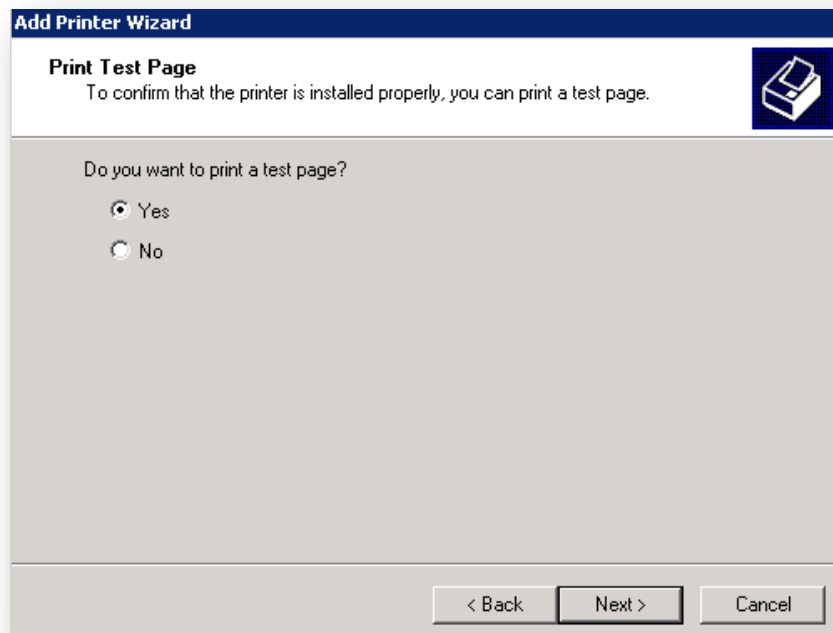 Add Printer Wizard
Print Test Page
To confirm that the printer is installed properly, you can print a test page.
Do you want to print a test page?
Yes
No
< Back
Next >
Cancel